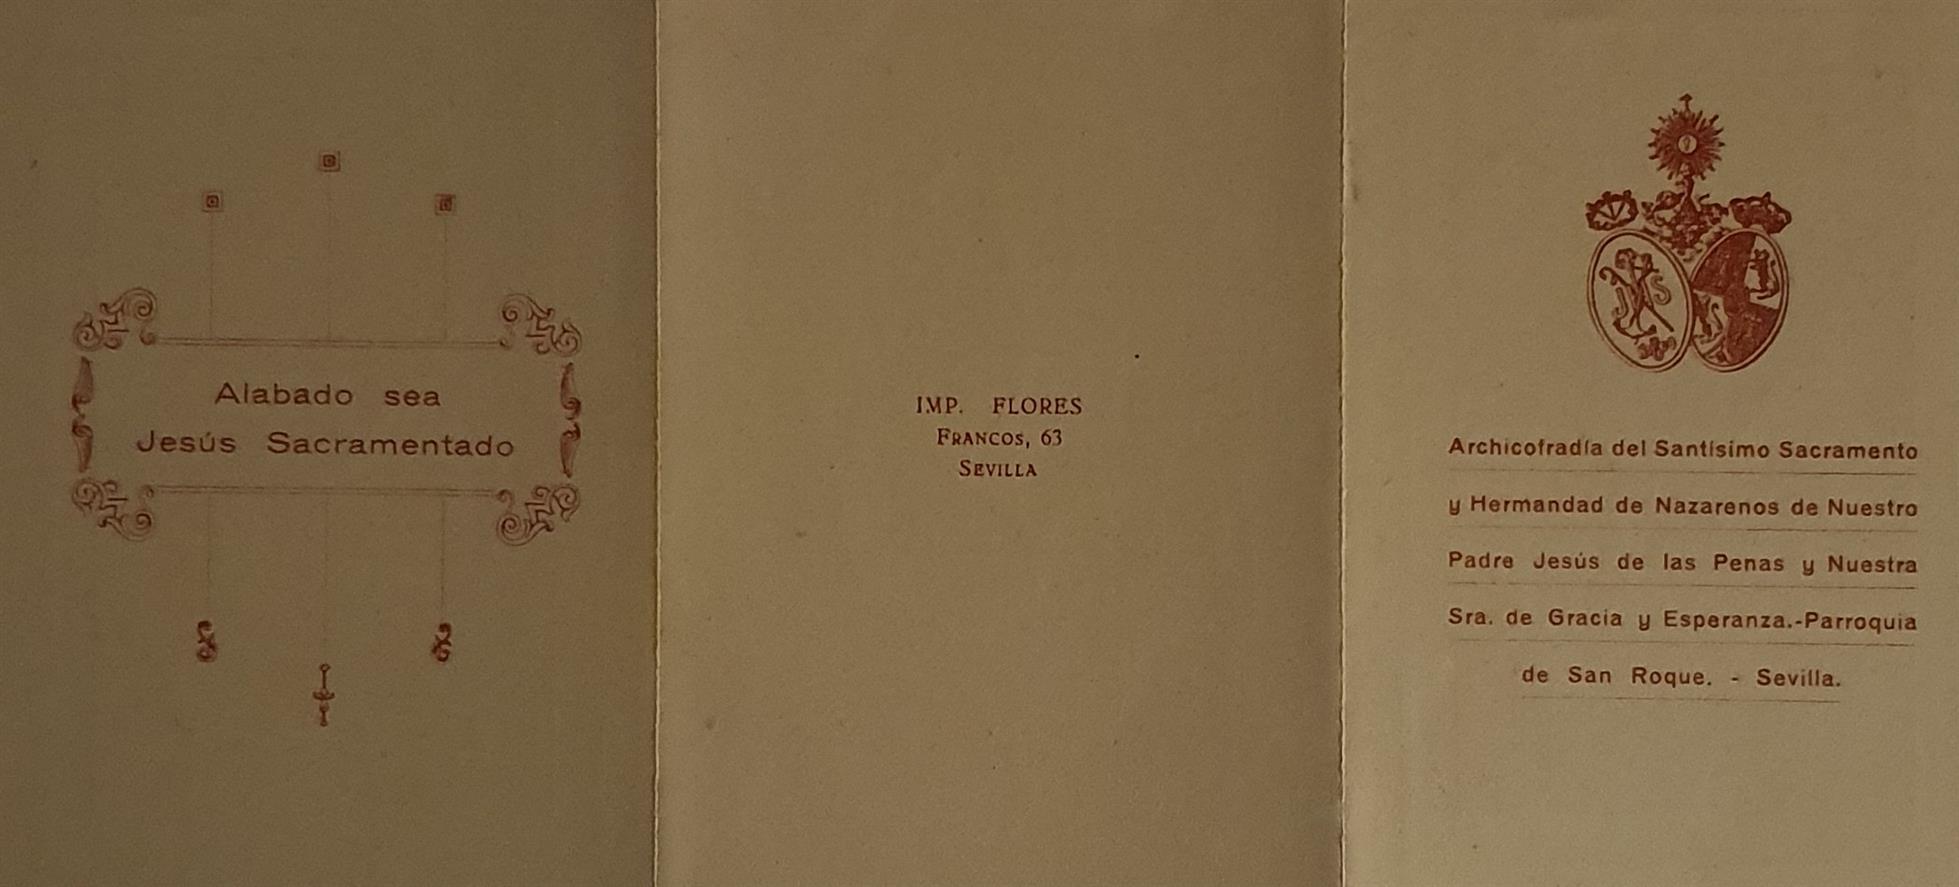 Alabado sea
Jesús Sacramentado
IMP. FLORES
FRANCOS, 63
SEVILLA
JHS
Archicofradía del Santísimo Sacramento
y Hermandad de Nazarenos de Nuestro
Padre Jesús de las Penas y Nuestra
Sra. de Gracia y Esperanza.-Parroquia
de San Roque. - Sevilla.